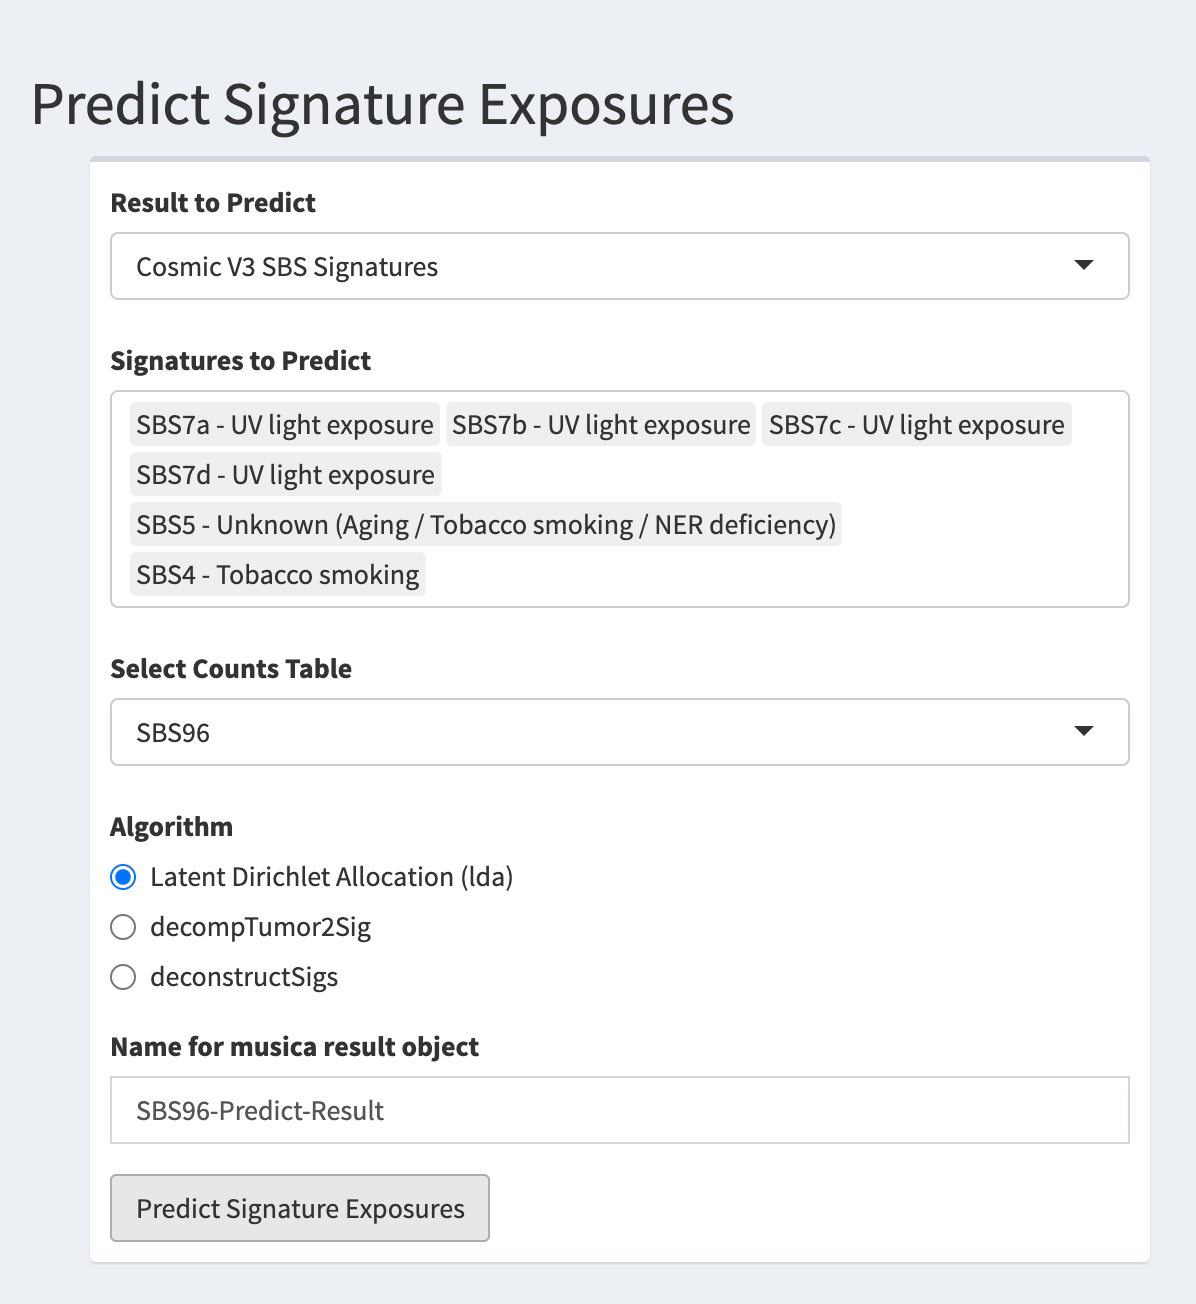 Predict Signature Exposures
Result to Predict
Cosmic V3 SBS Signatures
Signatures to Predict
SBS7a - UV light exposure SBS7b - UV light exposure SBS7c - UV light exposure
SBS7d - UV light exposure
SBS5 - Unknown (Aging / Tobacco smoking / NER deficiency)
SBS4 - Tobacco smoking
Select Counts Table
SBS96
Algorithm
Latent Dirichlet Allocation (lda)
decompTumor2Sig
deconstructSigs
Name for musica result object
SBS96-Predict-Result
Predict Signature Exposures